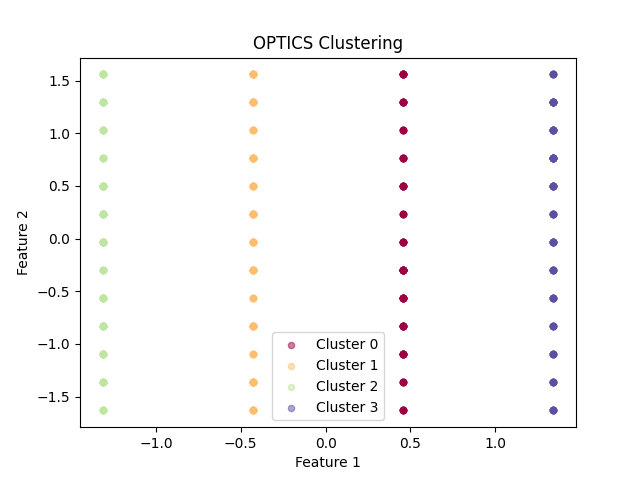 OPTICS Clustering
1.5
1.0
0.5
0.0
−0.5
−1.0
−1.5
Feature 2
Cluster 0
Cluster 1
Cluster 2
Cluster 3
−1.0 −0.5 0.0 0.5 1.0
Feature 1